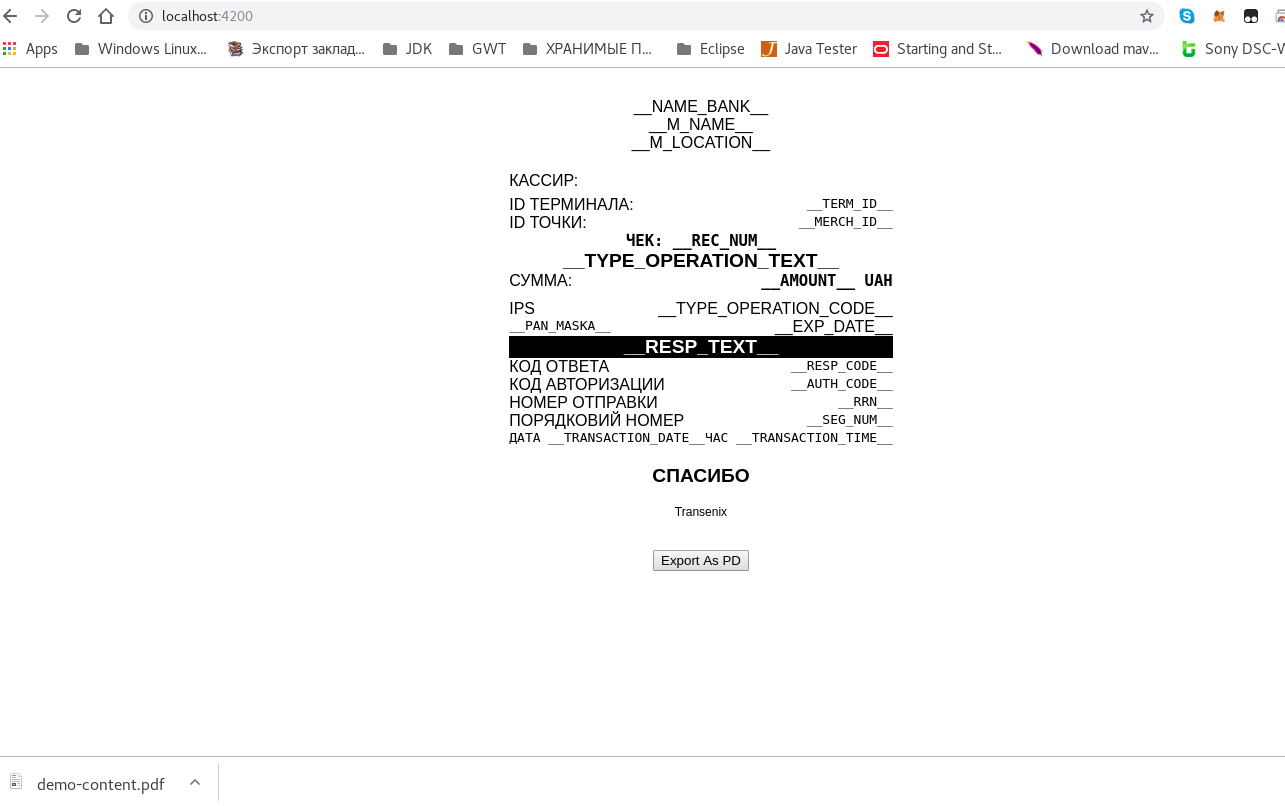 localhost:4200
Apps Windows Linux... Экспорт заклад... JDK GWT ХРАНИМЫЕ П... Eclipse Java Tester Starting and St... Download mav... Sony DSC-W
__NAME_BANK__
__M_NAME__
__M_LOCATION__
КАССИР:
ID ТЕРМИНАЛА: __TERM_ID__
ID ТОЧКИ: __MERCH_ID__
ЧЕК: __REC_NUM__
__TYPE_OPERATION_TEXT__
СУММА: __AMOUNT__ UAH
IPS __TYPE_OPERATION_CODE__
__PAN_MASKA__ __EXP_DATE__
__RESP_TEXT__
КОД ОТВЕТА __RESP_CODE__
КОД АВТОРИЗАЦИИ __AUTH_CODE__
НОМЕР ОТПРАВКИ __RRN__
ПОРЯДКОВИЙ НОМЕР __SEG_NUM__
ДАТА __TRANSACTION_DATE__ЧАС __TRANSACTION_TIME__
СПАСИБО
Transenix
Export As PD
demo-content.pdf